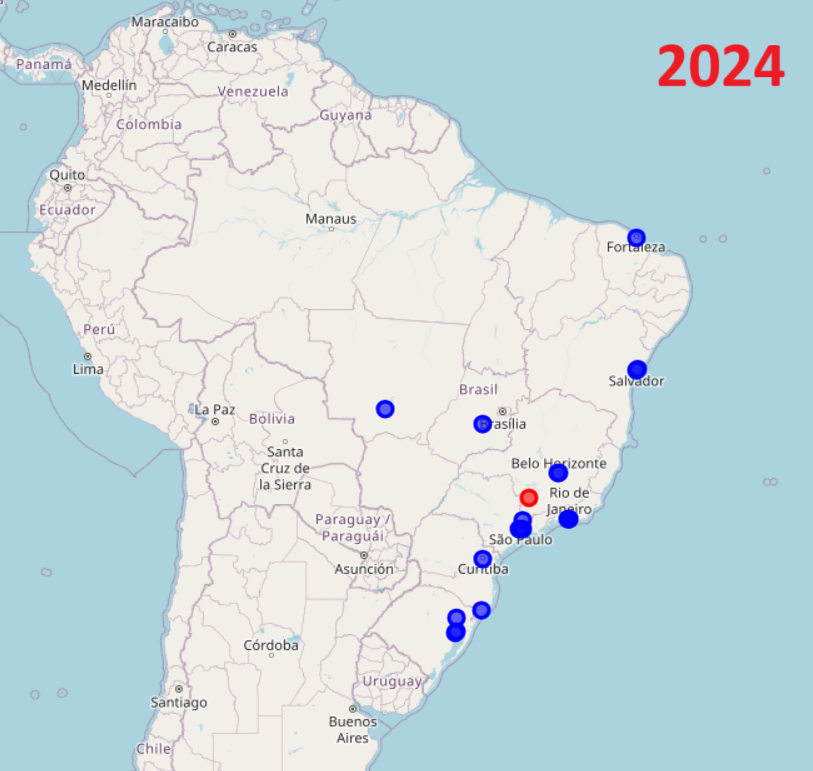 Maracaibo
Caracas
2024
Panamá
Medellín
Venezuela
Guyana
Colombia
Quito
Ecuador
Manaus
Fortaleza
Perú
Lima
Salvador
Brasil
La Paz
Bolivia
Brasília
Santa
Cruz de
la Sierra
Belo Horizonte
Rio de
Janeiro
Paraguay /
Paraguái
São Paulo
Asunción
Curitiba
Córdoba
Uruguay
Santiago
Buenos
Aires
Chile